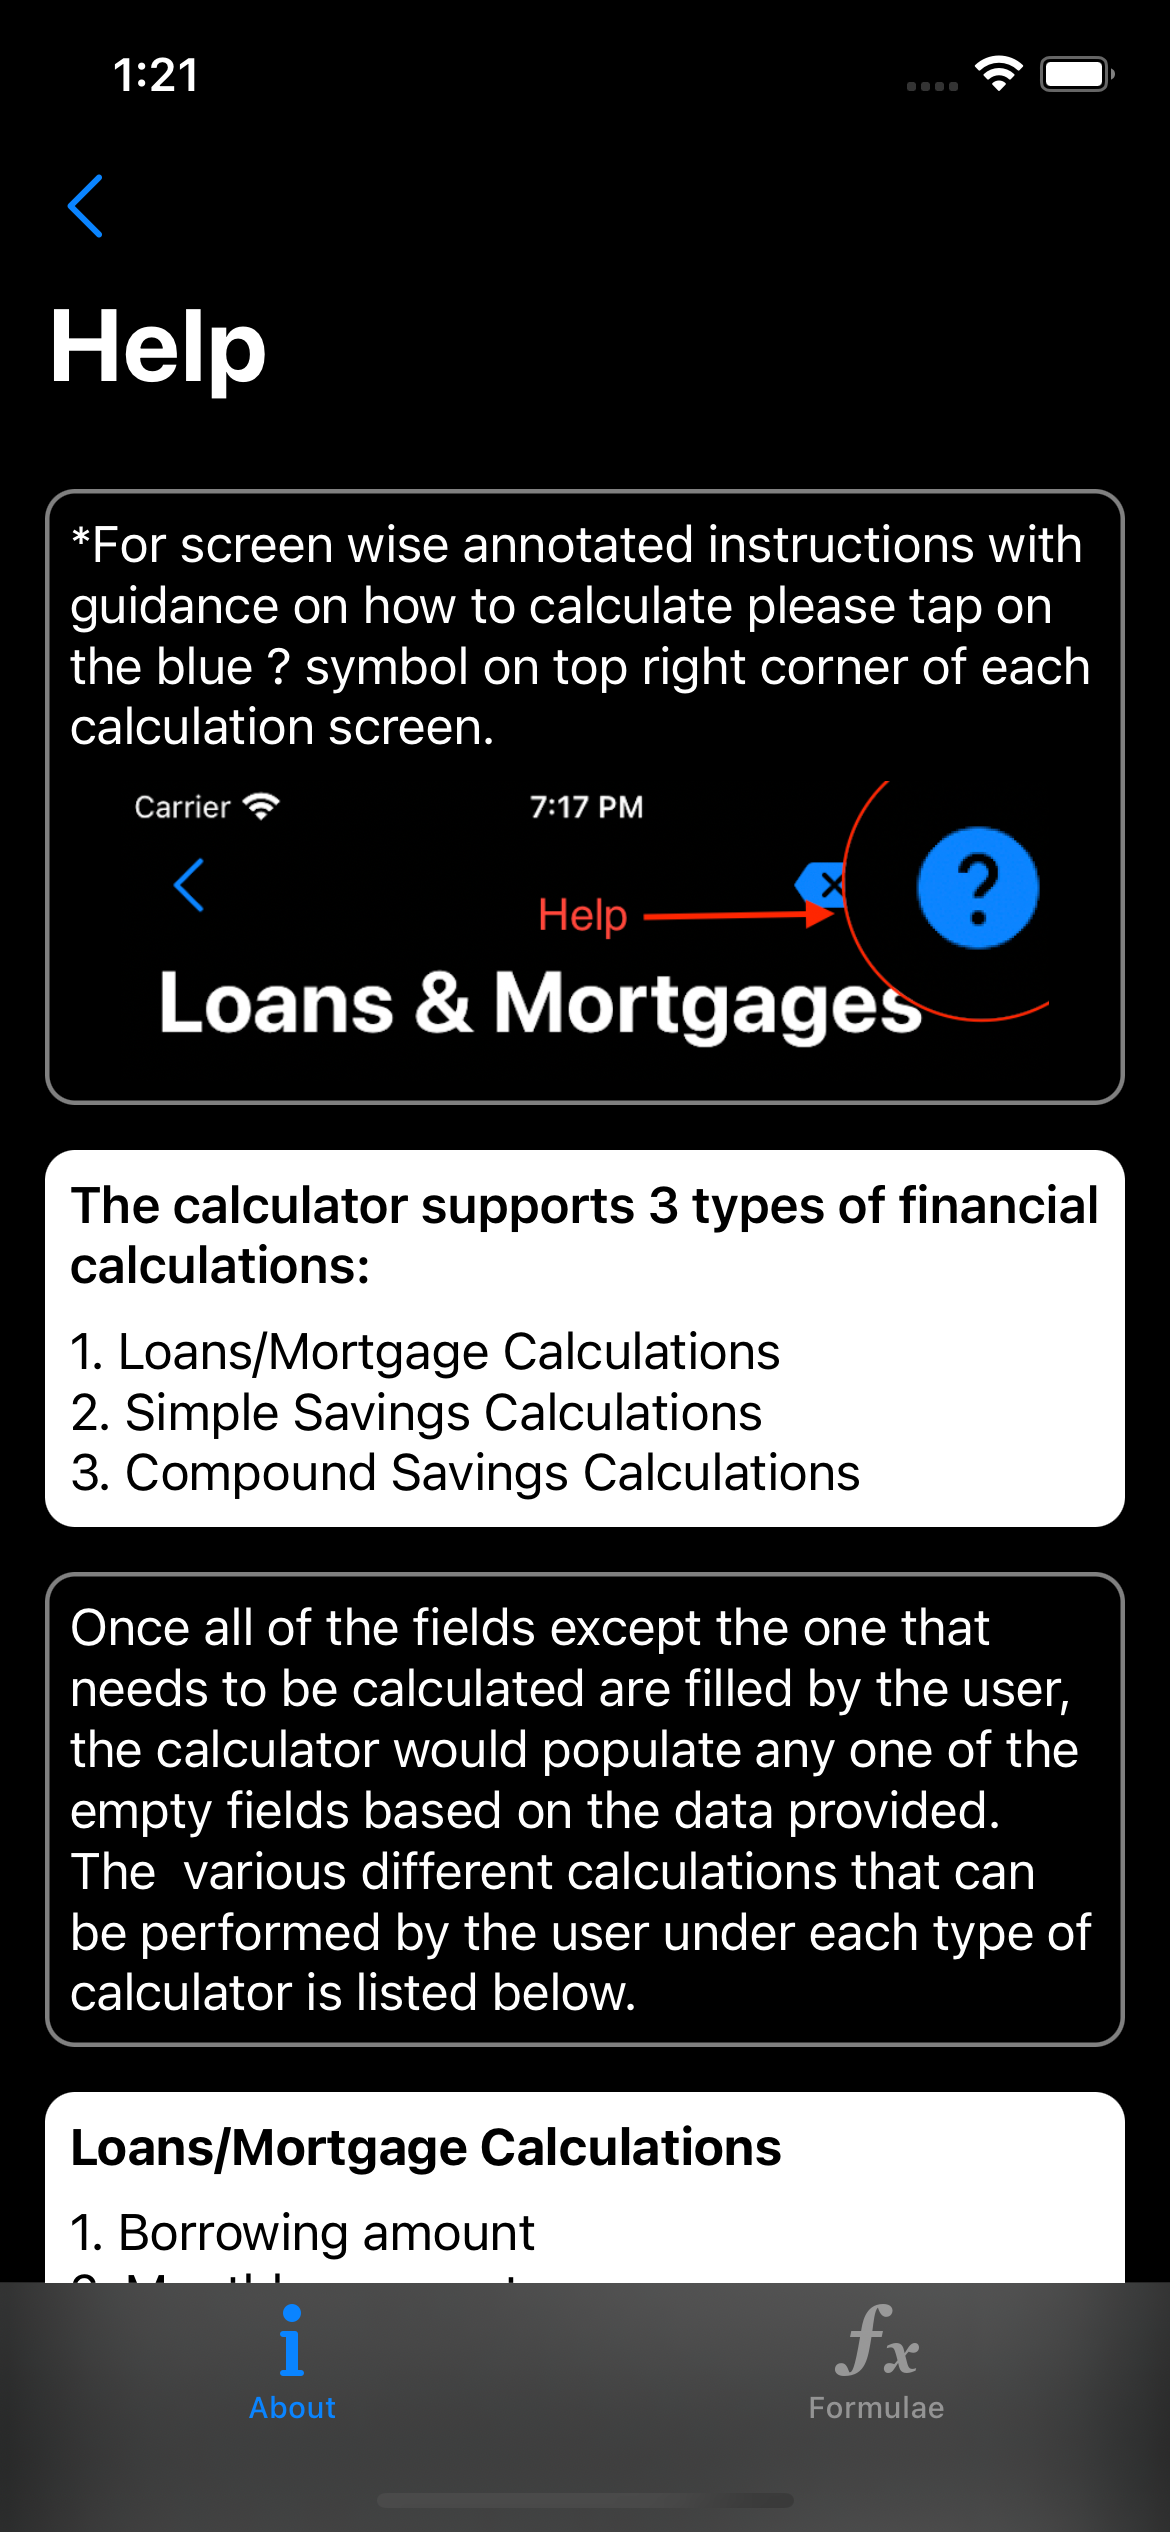 1:21
Help
*For screen wise annotated instructions with
guidance on how to calculate please tap on
the blue ? symbol on top right corner of each
calculation screen.
Carrier 7:17 PM
Help
?
Loans & Mortgages
The calculator supports 3 types of financial
calculations:
1. Loans/Mortgage Calculations
2. Simple Savings Calculations
3. Compound Savings Calculations
Once all of the fields except the one that
needs to be calculated are filled by the user,
the calculator would populate any one of the
empty fields based on the data provided.
The  various different calculations that can
be performed by the user under each type of
calculator is listed below.
Loans/Mortgage Calculations
1. Borrowing amount
i
fx
About
Formulae